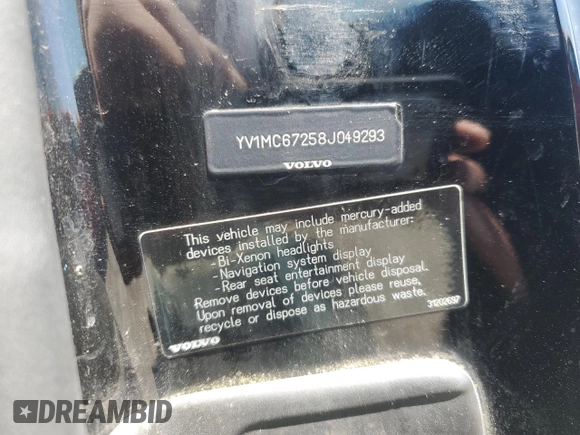 YV1MC67258J049293
VOLVO
This vehicle may include mercury-added
devices installed by the manufacturer:
-Bi-Xenon headlights
-Navigation system display
-Rear seat entertainment display
Remove devices before vehicle disposal.
Upon removal of devices please reuse,
recycle or dispose as hazardous waste.
31202697
VOLVO
DREAMBID